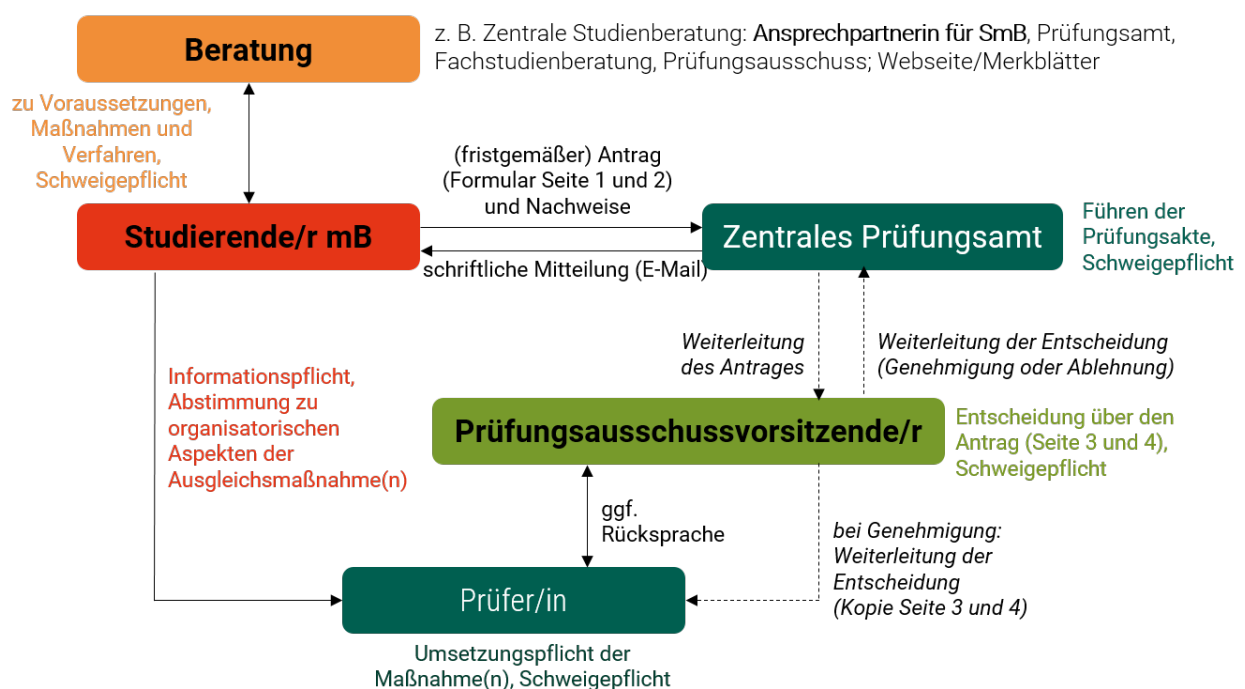 Beratung
z. B. Zentrale Studienberatung: Ansprechpartnerin für SmB, Prüfungsamt,
Fachstudienberatung, Prüfungsausschuss; Webseite/Merkblätter
zu Voraussetzungen,
Maßnahmen und
Verfahren,
Schweigepflicht
(fristgemäßer) Antrag
(Formular Seite 1 und 2)
und Nachweise
Studierende/r mB
Zentrales Prüfungsamt
Führen der
Prüfungsakte,
Schweigepflicht
schriftliche Mitteilung (E-Mail)
Weiterleitung
des Antrages
Weiterleitung der Entscheidung
(Genehmigung oder Ablehnung)
Informationspflicht,
Abstimmung zu
organisatorischen
Aspekten der
Ausgleichsmaßnahme(n)
Prüfungsausschussvorsitzende/r
Entscheidung über den
Antrag (Seite 3 und 4),
Schweigepflicht
ggf.
Rücksprache
bei Genehmigung:
Weiterleitung der
Entscheidung
(Kopie Seite 3 und 4)
Prüfer/in
Umsetzungspflicht der
Maßnahme(n), Schweigepflicht